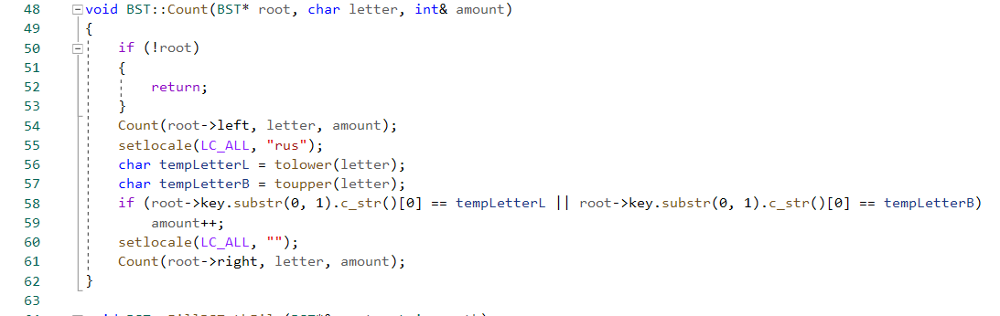 48 void BST::Count(BST* root, char letter, int& amount)
49 {
50 if (!root)
51 {
52 return;
53 }
54 Count(root->left, letter, amount);
55 setlocale(LC_ALL, "rus");
56 char tempLetterL = tolower(letter);
57 char tempLetterB = toupper(letter);
58 if (root->key.substr(0, 1).c_str()[0] == tempLetterL || root->key.substr(0, 1).c_str()[0] == tempLetterB)
59 amount++;
60 setlocale(LC_ALL, "");
61 Count(root->right, letter, amount);
62 }
63